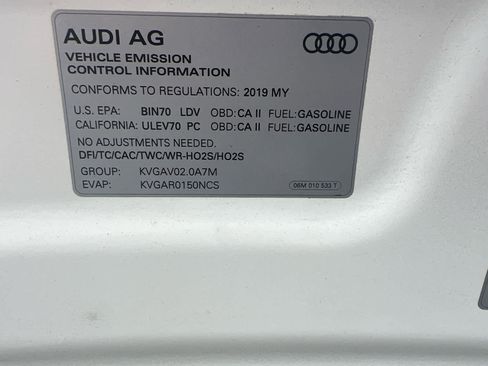 AUDI AG
VEHICLE EMISSION
CONTROL INFORMATION
CONFORMS TO REGULATIONS: 2019 MY
U.S. EPA: BIN70 LDV OBD: CA II FUEL: GASOLINE
CALIFORNIA: ULEV70 PC OBD: CA II FUEL: GASOLINE
NO ADJUSTMENTS NEEDED.
DFI/TC/CAC/TWC/WR-HO2S/HO2S
GROUP: KVGAV02.0A7M
EVAP: KVGAR0150NCS
06M 010 533 T